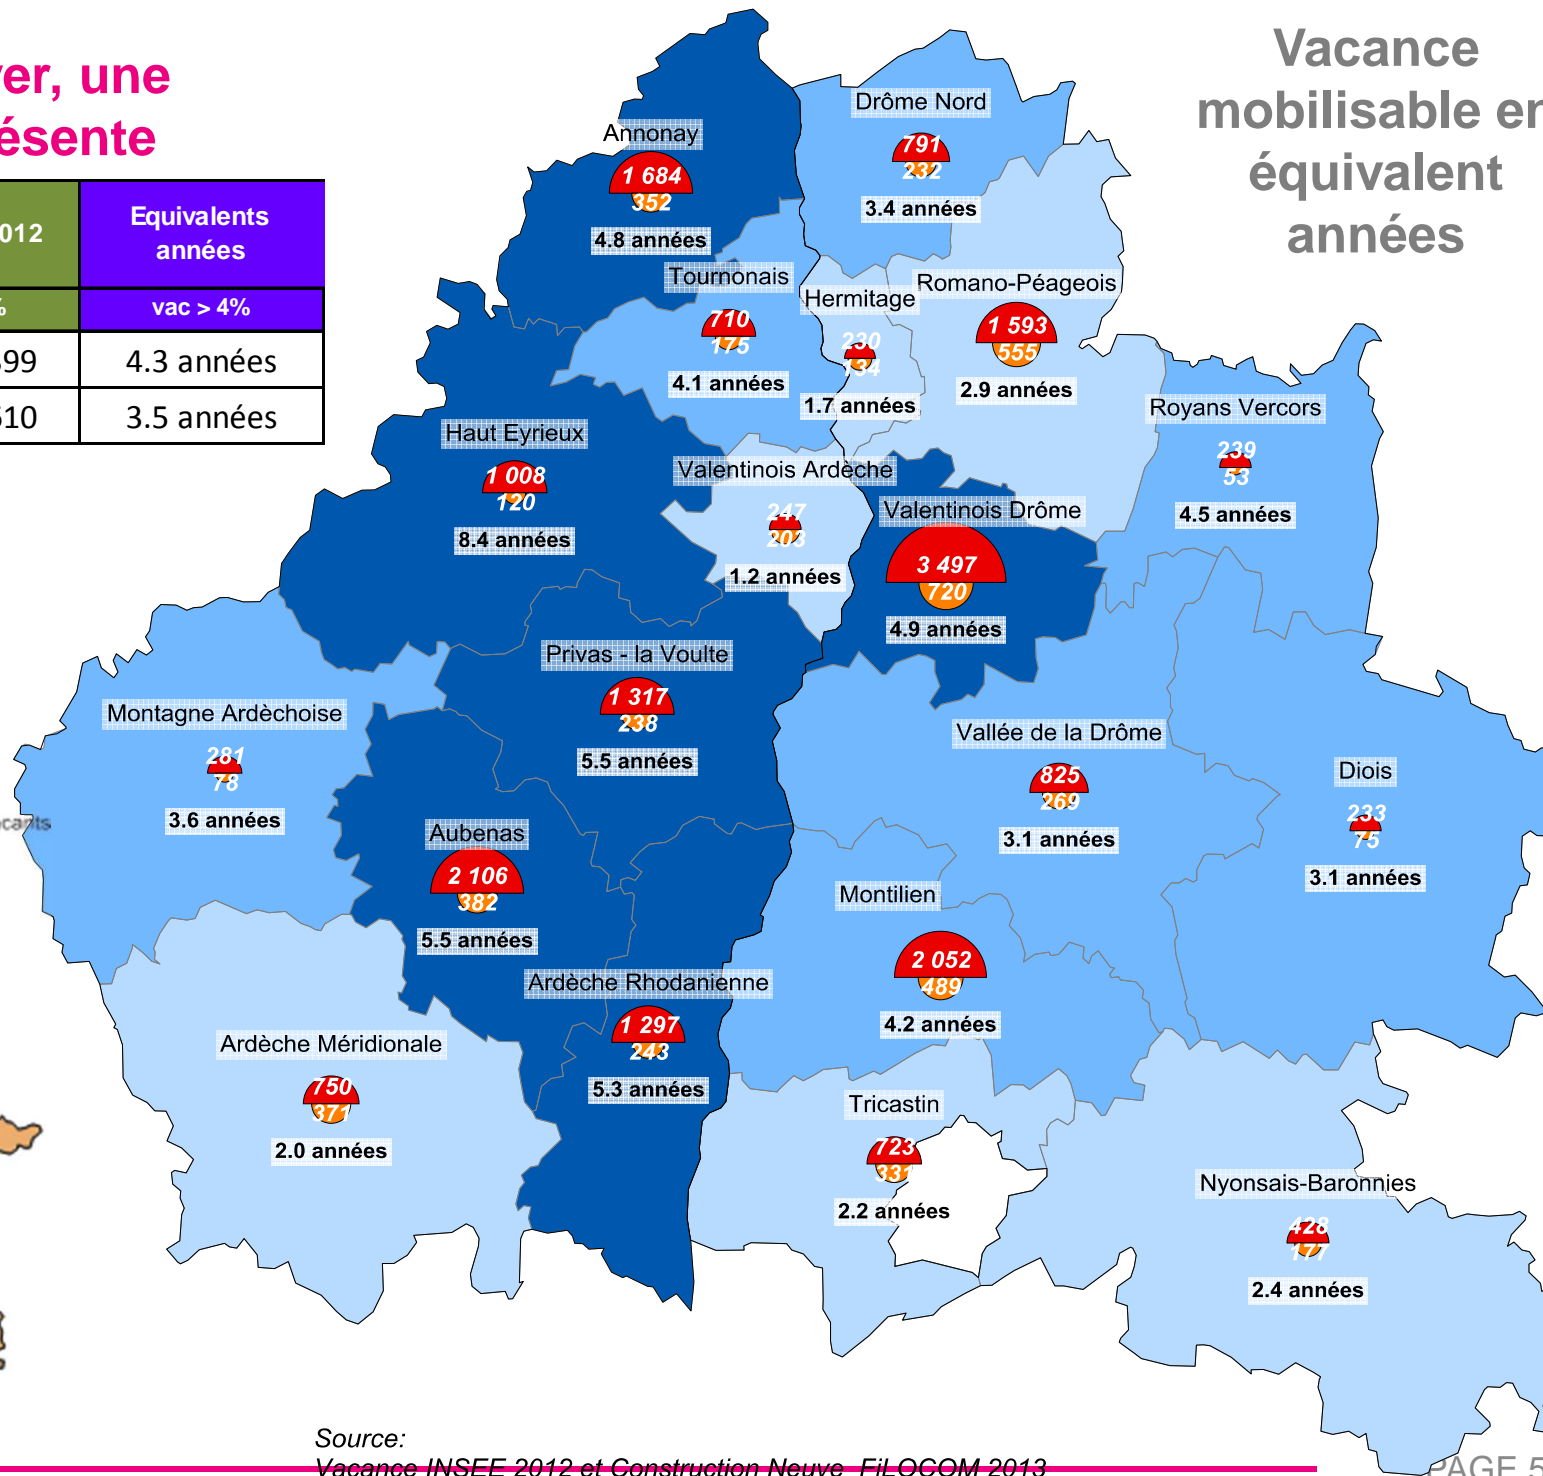 ver, une
ésente
Vacance
mobilisable en
équivalent
années
012
Equivalents
années
%
vac > 4%
99
4.3 années
510
3.5 années
Annonay
1 684
352
4.8 années
Drôme Nord
791
232
3.4 années
Tournonais
710
175
4.1 années
Hermitage
230
134
1.7 années
Romano-Péageois
1 593
555
2.9 années
Royans Vercors
239
53
4.5 années
Haut Eyrieux
1 008
120
8.4 années
Valentinois Ardèche
247
203
1.2 années
Valentinois Drôme
3 497
720
4.9 années
Privas - la Voulte
1 317
238
5.5 années
Montagne Ardèchoise
281
78
3.6 années
Vallée de la Drôme
825
269
3.1 années
Diois
233
75
3.1 années
cants
Aubenas
2 106
382
5.5 années
Montilien
2 052
489
4.2 années
Ardèche Rhodanienne
1 297
243
5.3 années
Ardèche Méridionale
750
371
2.0 années
Tricastin
723
331
2.2 années
Nyonsais-Baronnies
428
177
2.4 années
Source:
Vacance INSEE 2012 et Construction Neuve FiLOCOM 2013
PAGE 5